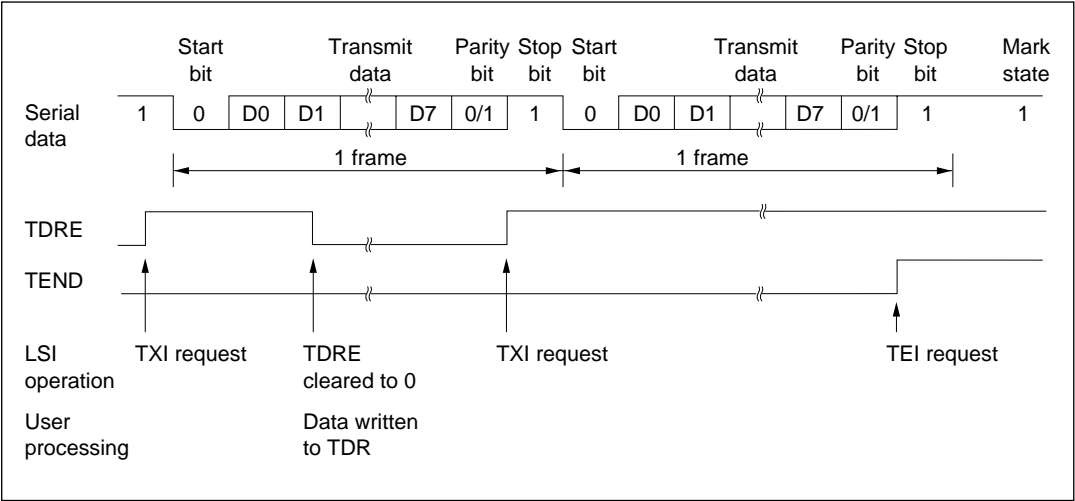 Start Transmit Parity Stop Start Transmit Parity Stop Mark
bit data bit bit bit data bit bit state
Serial 1 0 D0 D1 D7 0/1 1 0 D0 D1 D7 0/1 1 1
data
1 frame 1 frame
TDRE
TEND
LSI TXI request TDRE TXI request TEI request
operation cleared to 0
User Data written
processing to TDR